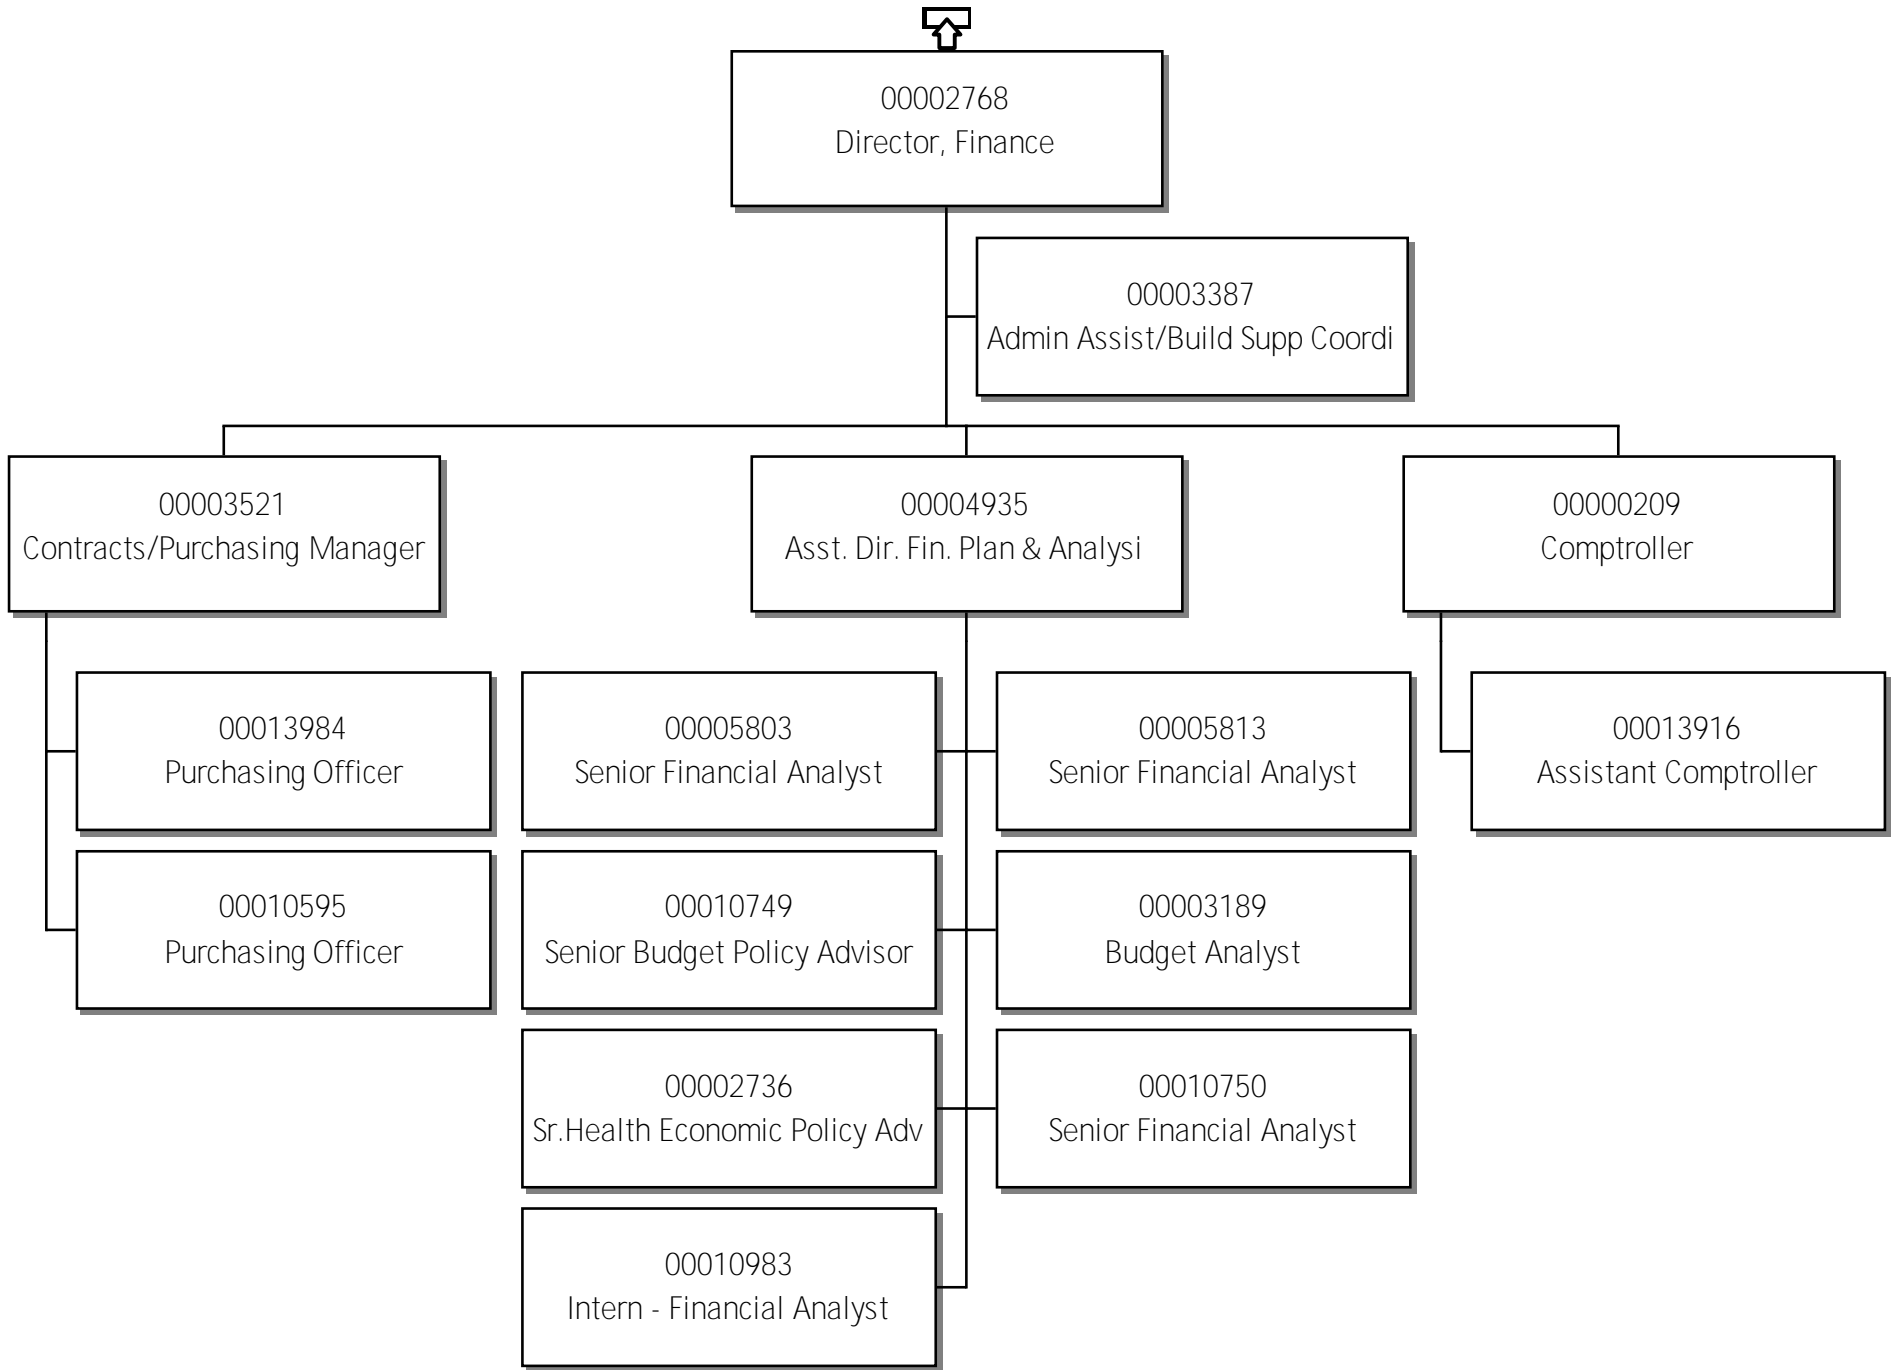 00002768
Director, Finance
00003387
Admin Assist/Build Supp Coordi
00003521
Contracts/Purchasing Manager
00004935
Asst. Dir. Fin. Plan & Analysi
00000209
Comptroller
00013984
Purchasing Officer
00005803
Senior Financial Analyst
00005813
Senior Financial Analyst
00013916
Assistant Comptroller
00010595
Purchasing Officer
00010749
Senior Budget Policy Advisor
00003189
Budget Analyst
00002736
Sr.Health Economic Policy Adv
00010750
Senior Financial Analyst
00010983
Intern - Financial Analyst